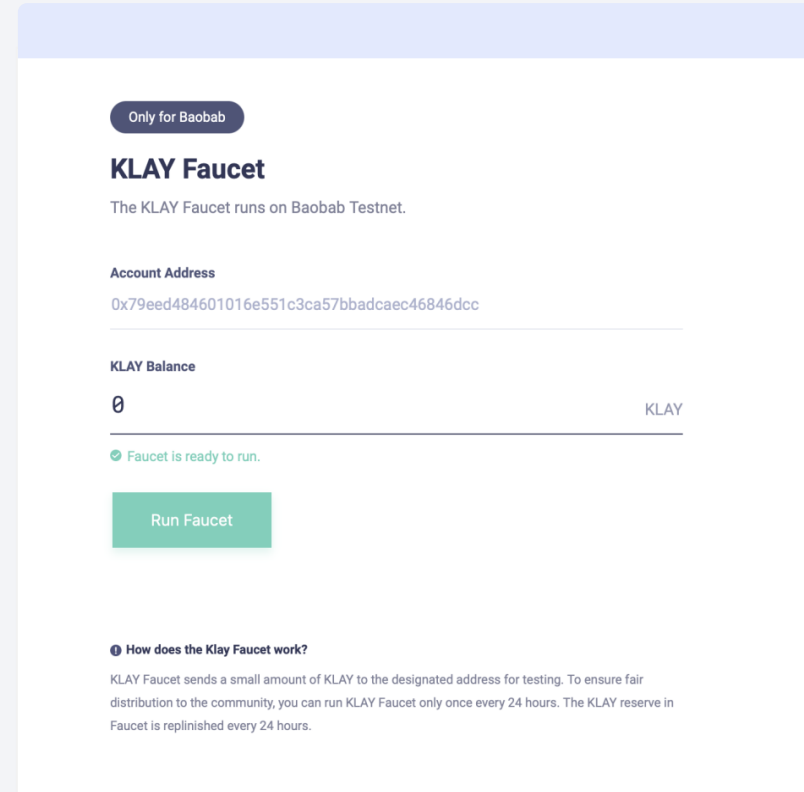 Only for Baobab
KLAY Faucet
The KLAY Faucet runs on Baobab Testnet.
Account Address
0x79eed484601016e551c3ca57bbadcaec46846dcc
KLAY Balance
0
KLAY
Faucet is ready to run.
Run Faucet
How does the Klay Faucet work?
KLAY Faucet sends a small amount of KLAY to the designated address for testing. To ensure fair
distribution to the community, you can run KLAY Faucet only once every 24 hours. The KLAY reserve in
Faucet is replinished every 24 hours.